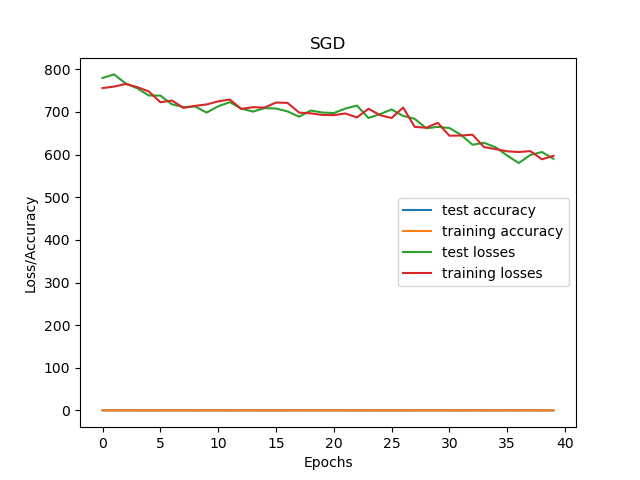 SGD
Loss/Accuracy
800
700
600
500
400
300
200
100
0
test accuracy
training accuracy
test losses
training losses
0 5 10 15 20 25 30 35 40
Epochs